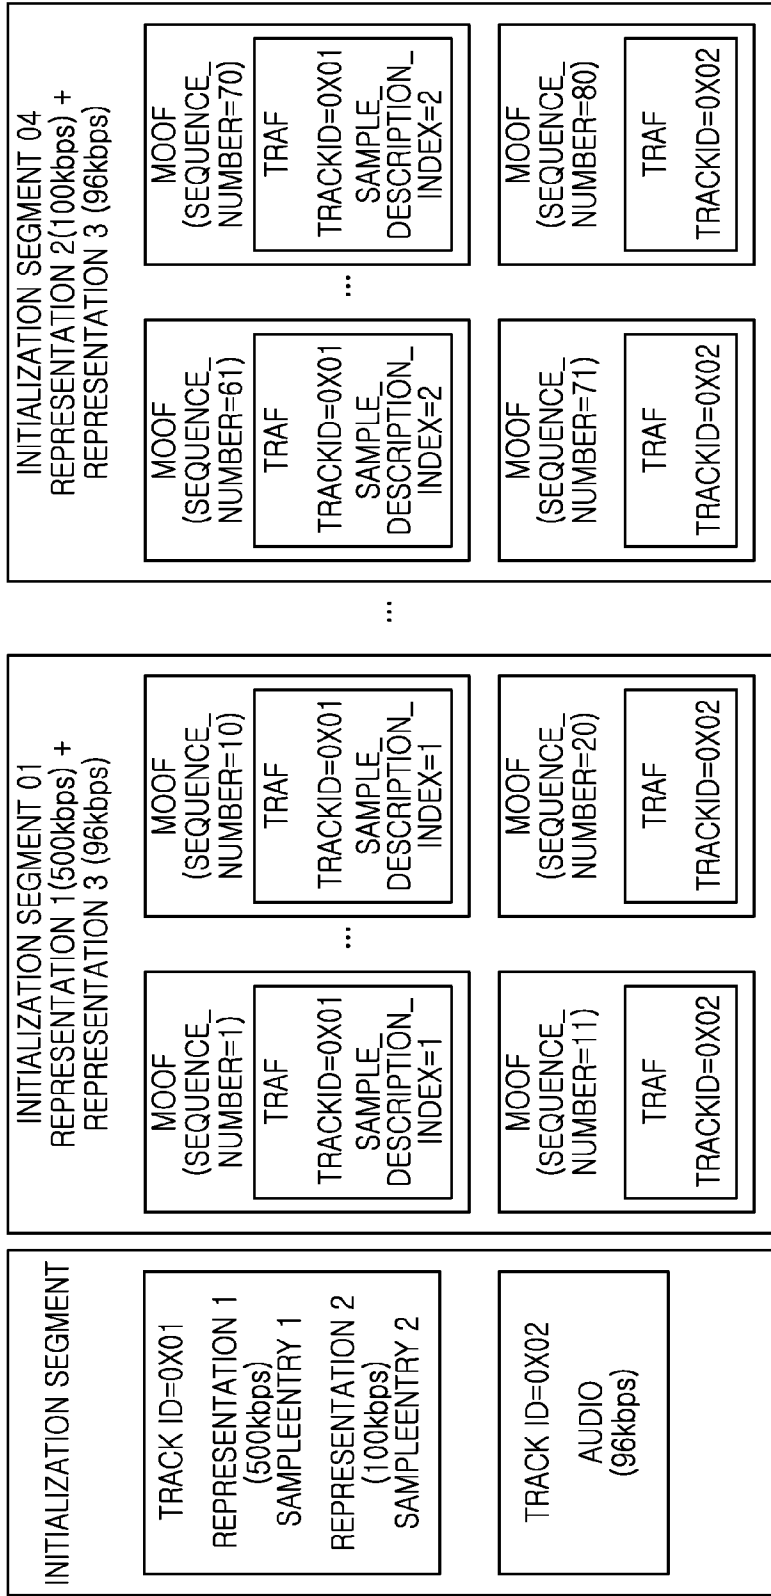 INITIALIZATION SEGMENT
TRACK ID=0X01
REPRESENTATION 1
(500kbps)
SAMPLEENTRY 1
REPRESENTATION 2
(100kbps)
SAMPLEENTRY 2
TRACK ID=0X02
AUDIO
(96kbps)
INITIALIZATION SEGMENT 01
REPRESENTATION 1(500kbps) +
REPRESENTATION 3 (96kbps)
MOOF
(SEQUENCE_
NUMBER=1)
TRAF
TRACKID=0X01
SAMPLE_
DESCRIPTION_
INDEX=1
...
MOOF
(SEQUENCE_
NUMBER=10)
TRAF
TRACKID=0X01
SAMPLE_
DESCRIPTION_
INDEX=1
MOOF
(SEQUENCE_
NUMBER=11)
TRAF
TRACKID=0X02
MOOF
(SEQUENCE_
NUMBER=20)
TRAF
TRACKID=0X02
...
INITIALIZATION SEGMENT 04
REPRESENTATION 2(100kbps) +
REPRESENTATION 3 (96kbps)
MOOF
(SEQUENCE_
NUMBER=61)
TRAF
TRACKID=0X01
SAMPLE_
DESCRIPTION_
INDEX=2
...
MOOF
(SEQUENCE_
NUMBER=70)
TRAF
TRACKID=0X01
SAMPLE_
DESCRIPTION_
INDEX=2
MOOF
(SEQUENCE_
NUMBER=71)
TRAF
TRACKID=0X02
MOOF
(SEQUENCE_
NUMBER=80)
TRAF
TRACKID=0X02